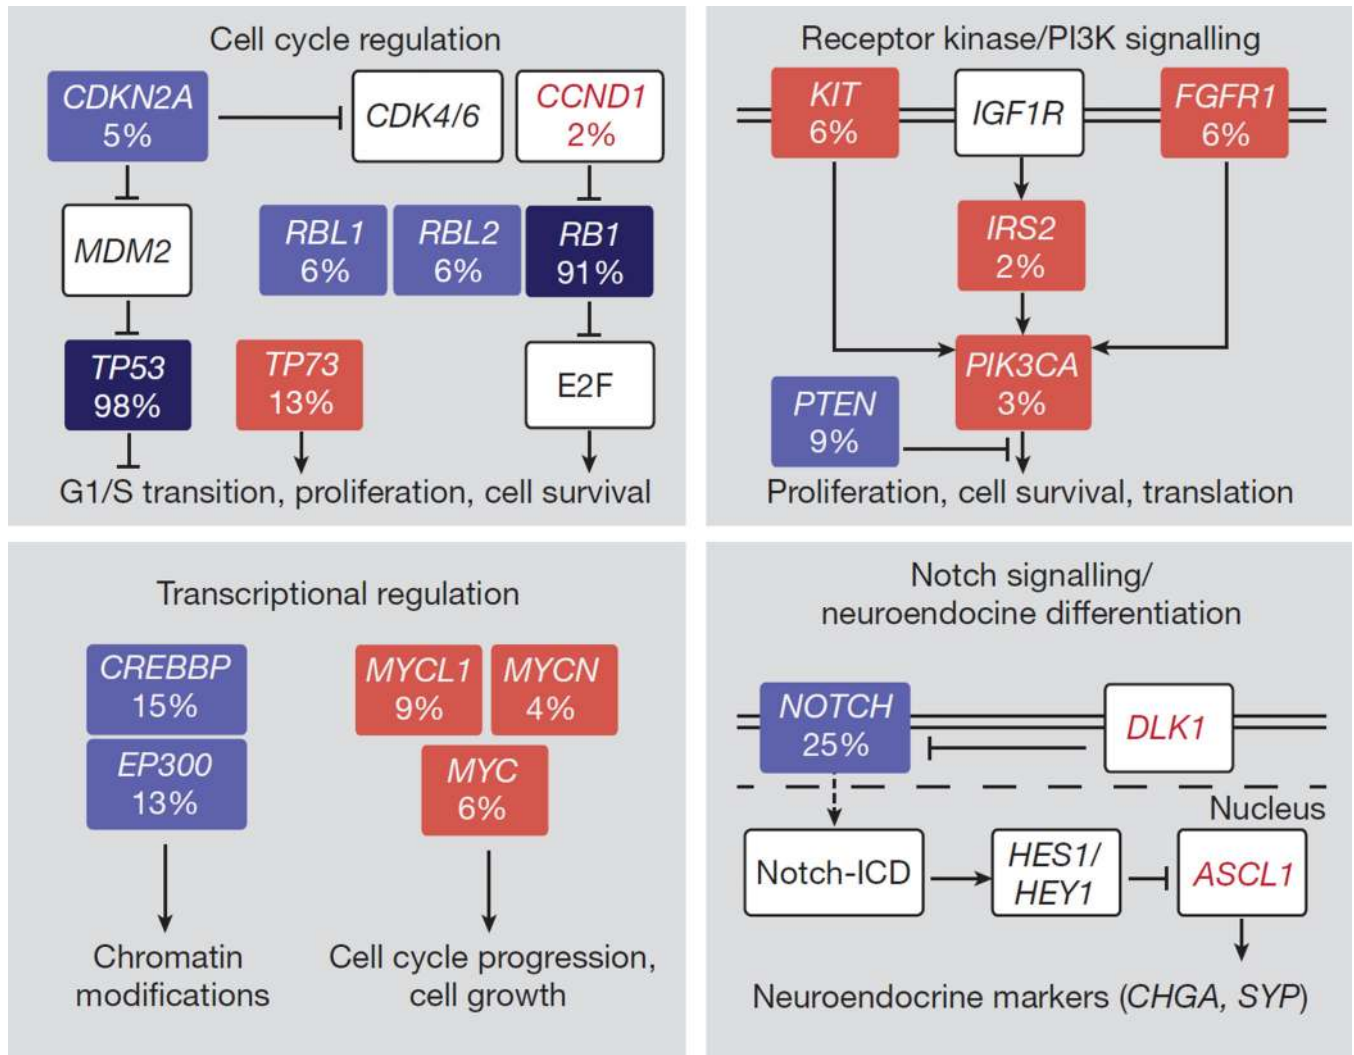 Cell cycle regulation
CDKN2A
5%
CDK4/6
CCND1
2%
MDM2
RBL1
6%
RBL2
6%
RB1
91%
TP53
98%
TP73
13%
E2F
G1/S transition, proliferation, cell survival
Receptor kinase/PI3K signalling
KIT
6%
IGF1R
FGFR1
6%
IRS2
2%
PIK3CA
3%
PTEN
9%
Proliferation, cell survival, translation
Transcriptional regulation
CREBBP
15%
EP300
13%
MYCL1
9%
MYCN
4%
MYC
6%
Chromatin
modifications
Cell cycle progression,
cell growth
Notch signalling/
neuroendocrine differentiation
NOTCH
25%
DLK1
Nucleus
Notch-ICD
HES1/
HEY1
ASCL1
Neuroendocrine markers (CHGA, SYP)